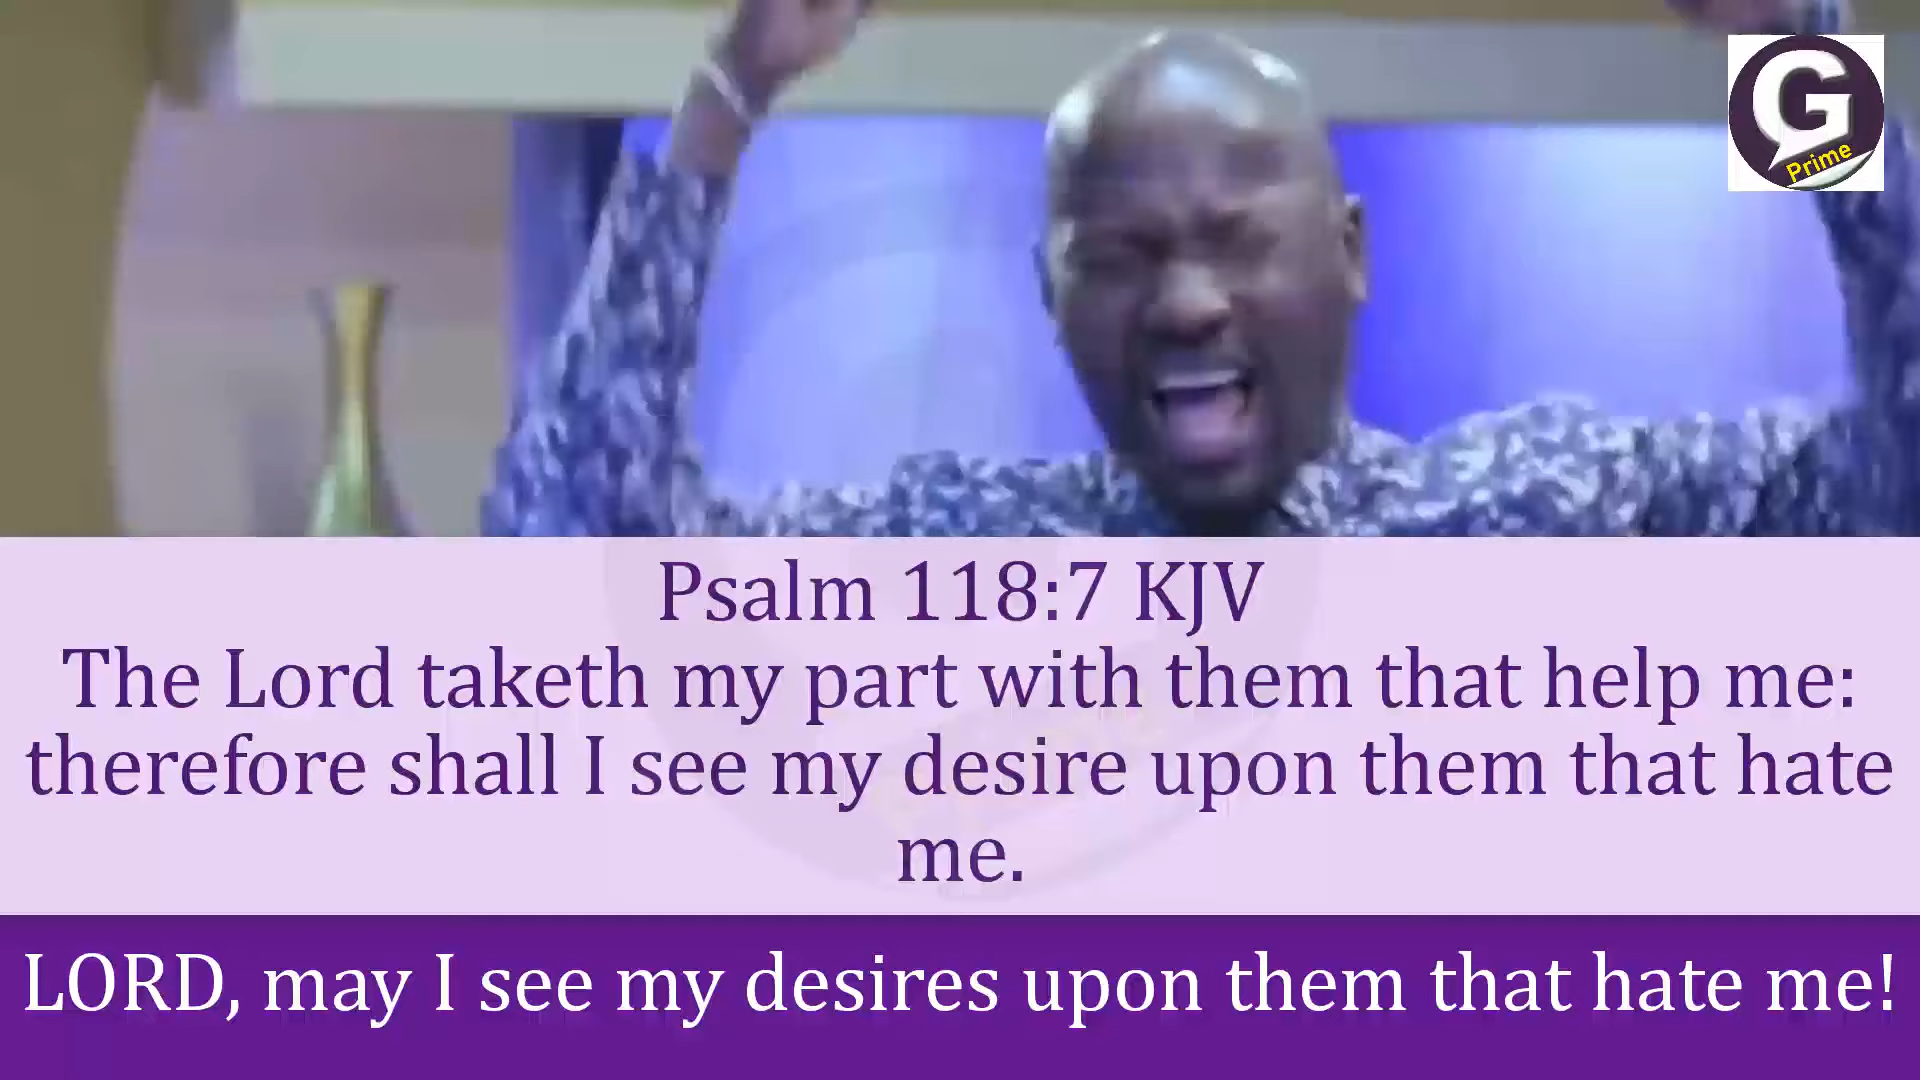 G
Prime
Psalm 118:7 KJV
The Lord taketh my part with them that help me:
therefore shall I see my desire upon them that hate
me.
LORD, may I see my desires upon them that hate me!